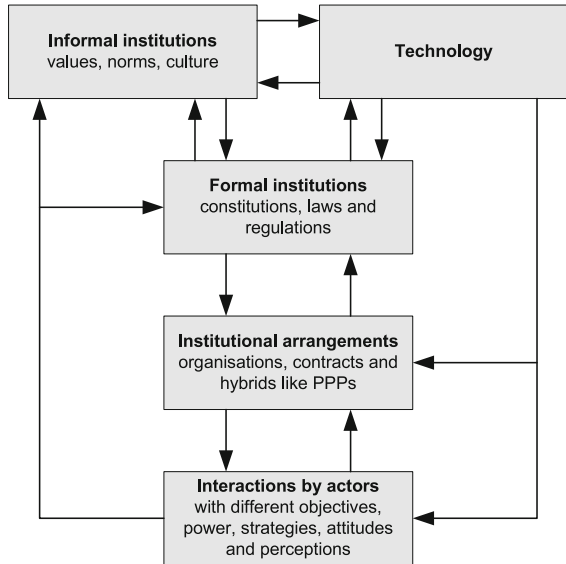 Informal institutions
values, norms, culture
Technology
Formal institutions
constitutions, laws and
regulations
Institutional arrangements
organisations, contracts and
hybrids like PPPs
Interactions by actors
with different objectives,
power, strategies, attitudes
and perceptions